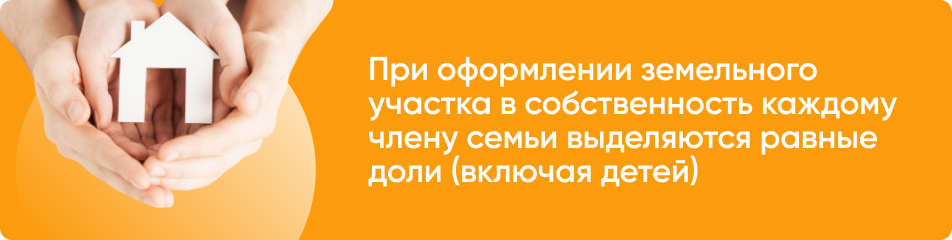 При оформлении земельного
участка в собственность каждому
члену семьи выделяются равные
доли (включая детей)